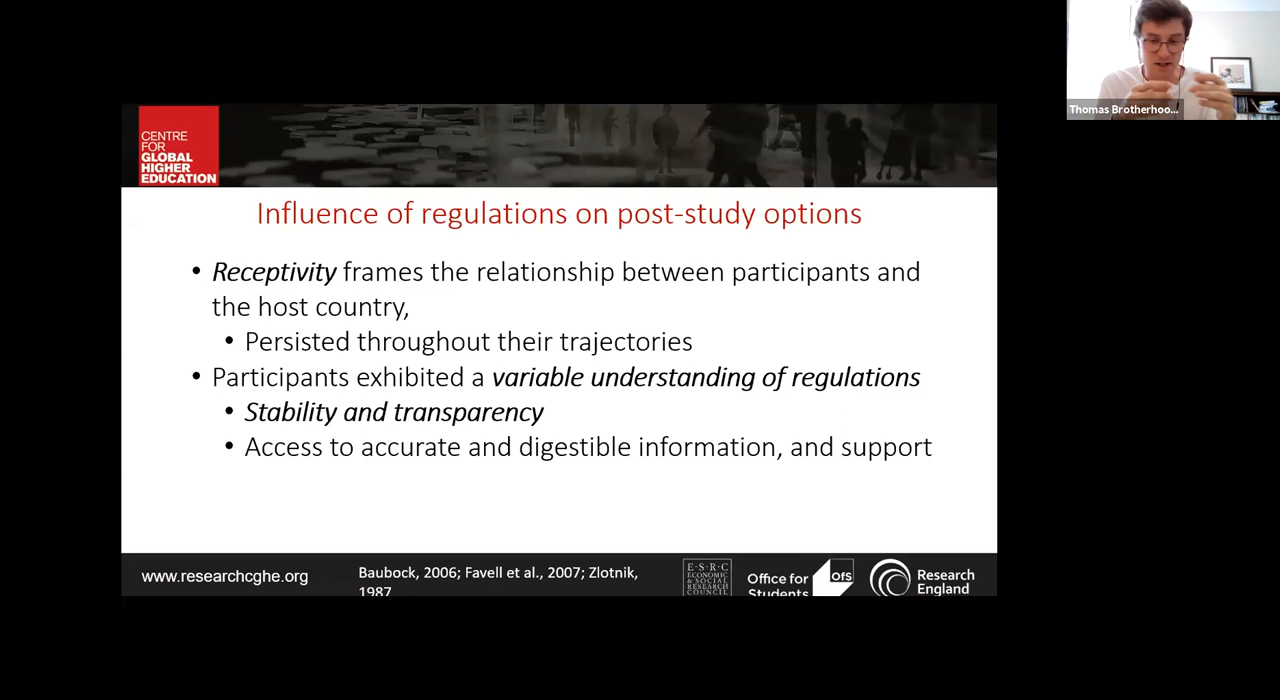 Thomas Brotherhoo...
CENTRE
FOR
GLOBAL
HIGHER
EDUCATION
Influence of regulations on post-study options
• Receptivity frames the relationship between participants and
the host country,
• Persisted throughout their trajectories
• Participants exhibited a variable understanding of regulations
• Stability and transparency
• Access to accurate and digestible information, and support
www.researchcghe.org
Baubock, 2006; Favell et al., 2007; Zlotnik,
1987
E·S·R·C
ECONOMIC
& SOCIAL
RESEARCH
COUNCIL
Office for
Students
OfS
Research
England